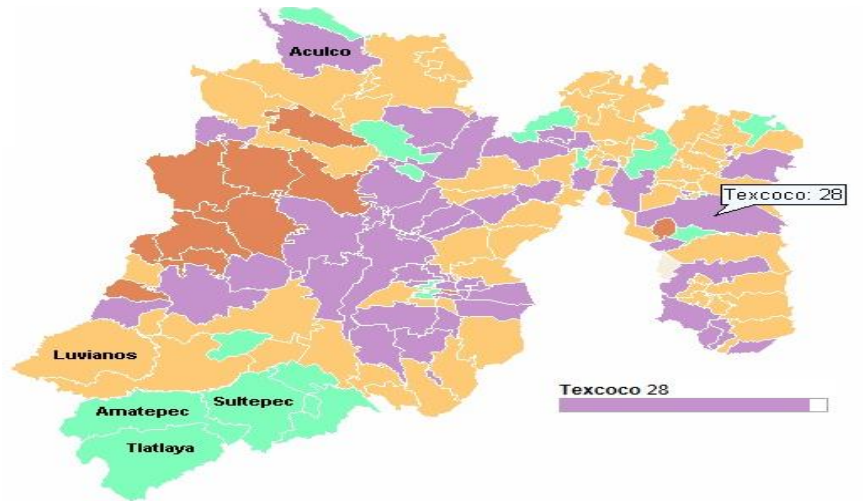 Aculco
Texcoco: 28
Luvianos
Texcoco 28
Sultepec
Amatepec
Tlatlaya